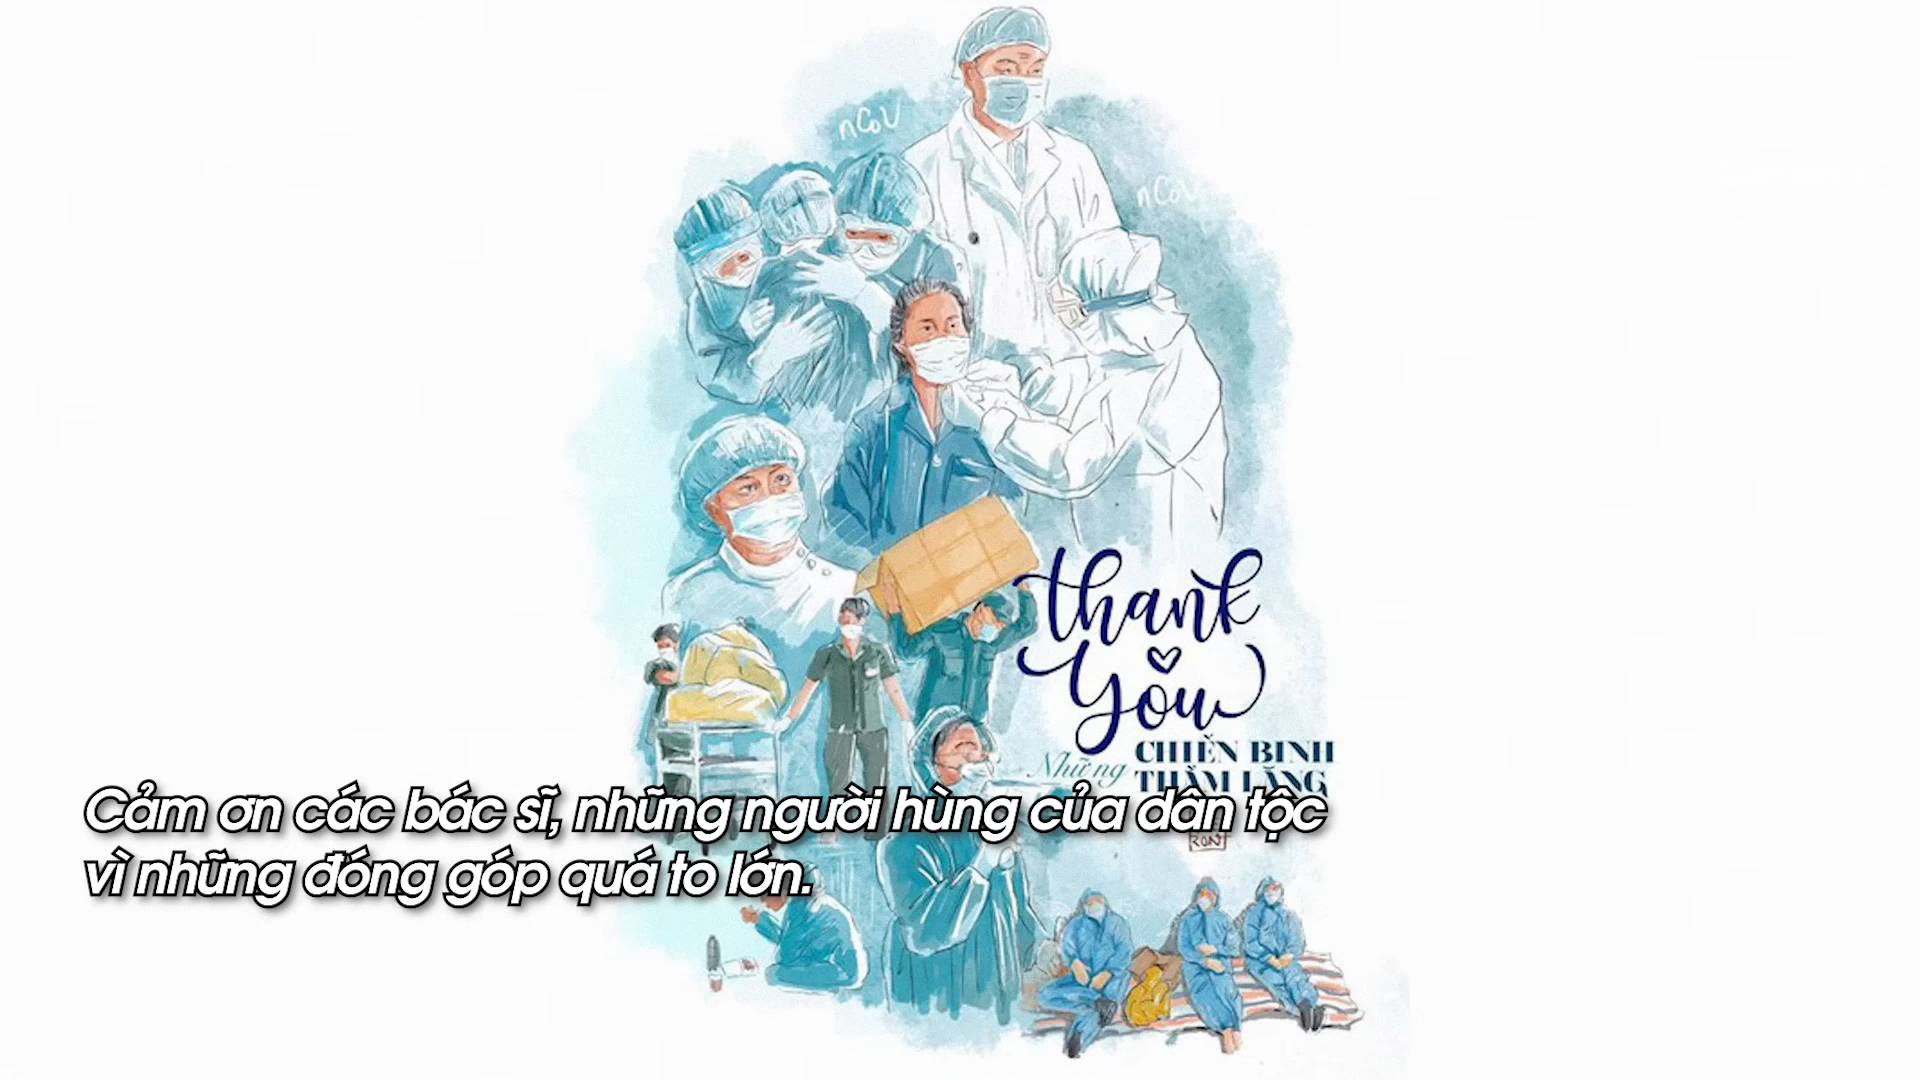 nCoV
nCoV
thank
you
Những CHIẾN BINH
THẦM LẶNG
Cảm ơn các bác sĩ, những người hùng của dân tộc
vì những đóng góp quá to lớn.
RON